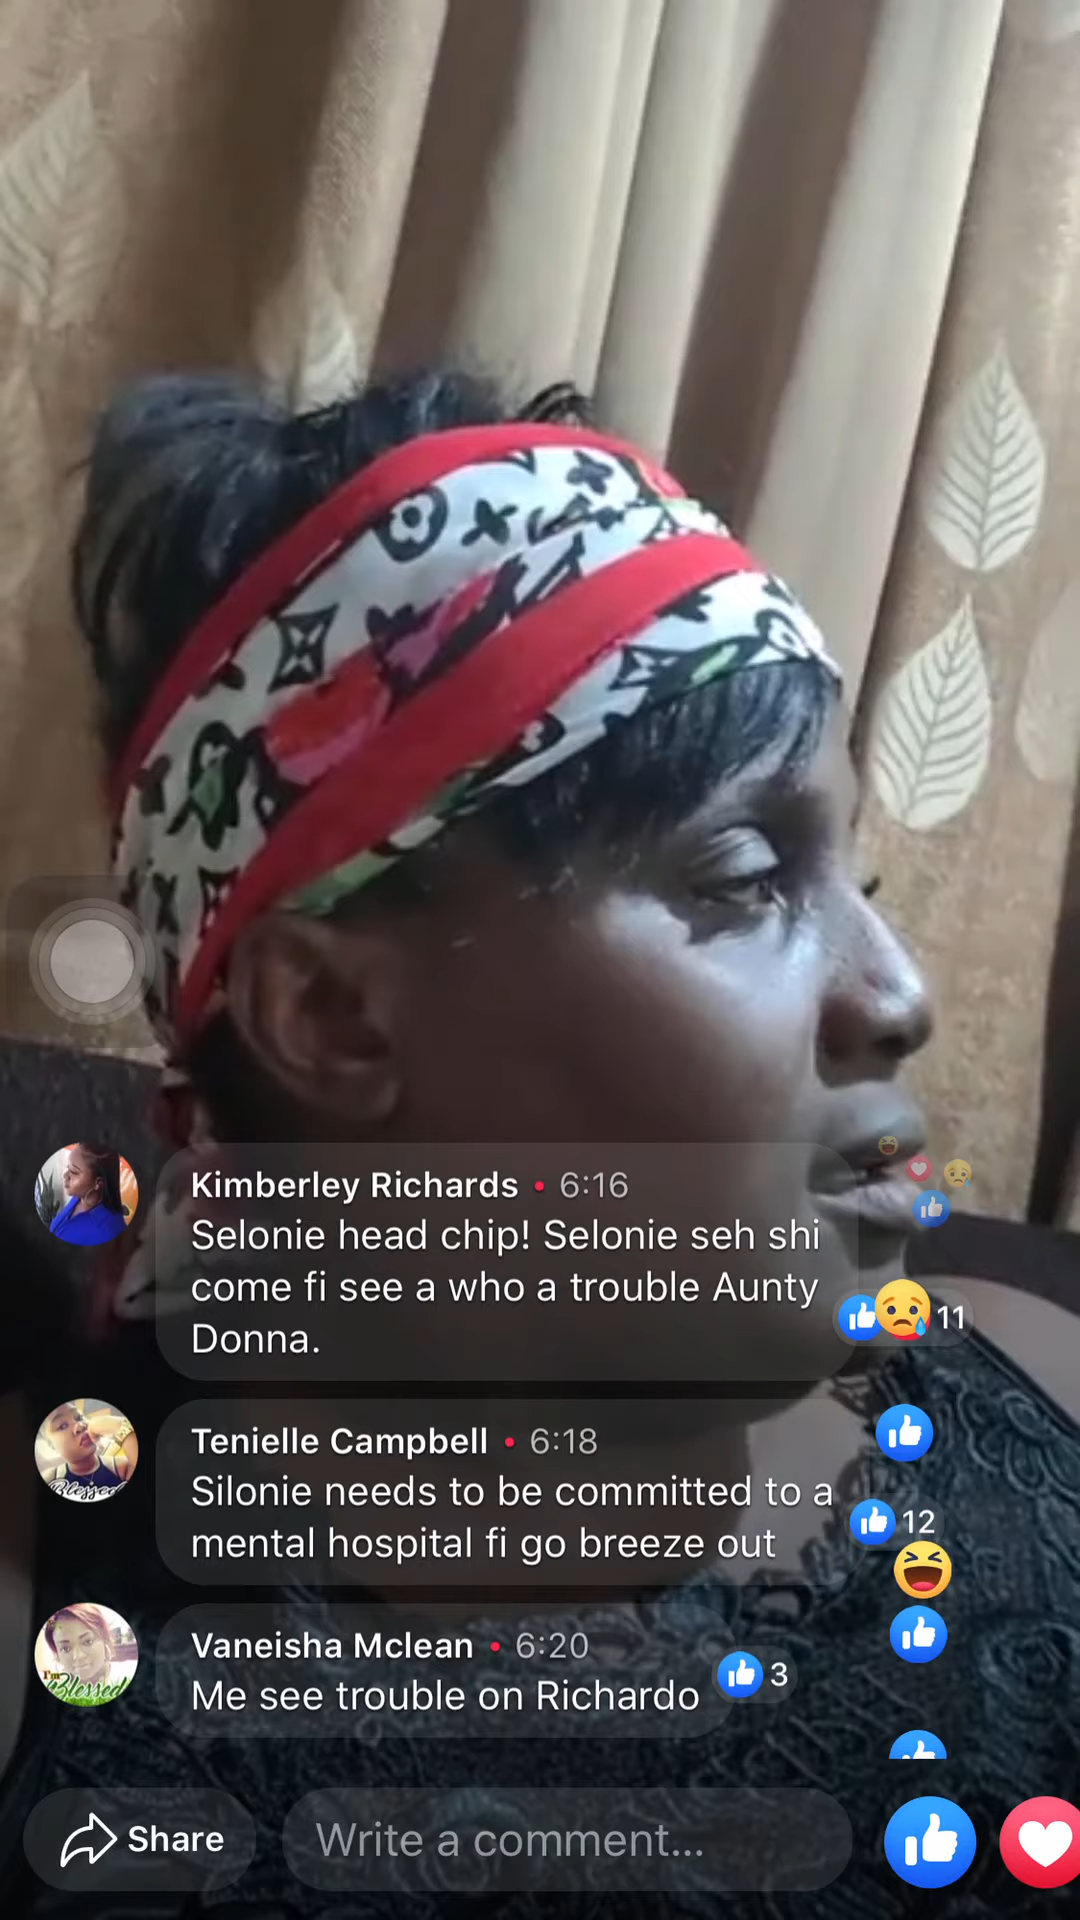 Kimberley Richards • 6:16
Selonie head chip! Selonie seh shi
come fi see a who a trouble Aunty
Donna.
11
Tenielle Campbell • 6:18
Silonie needs to be committed to a
mental hospital fi go breeze out
12
Blessed
Vaneisha Mclean • 6:20
Me see trouble on Richardo
3
I'm
Blessed
Share
Write a comment...